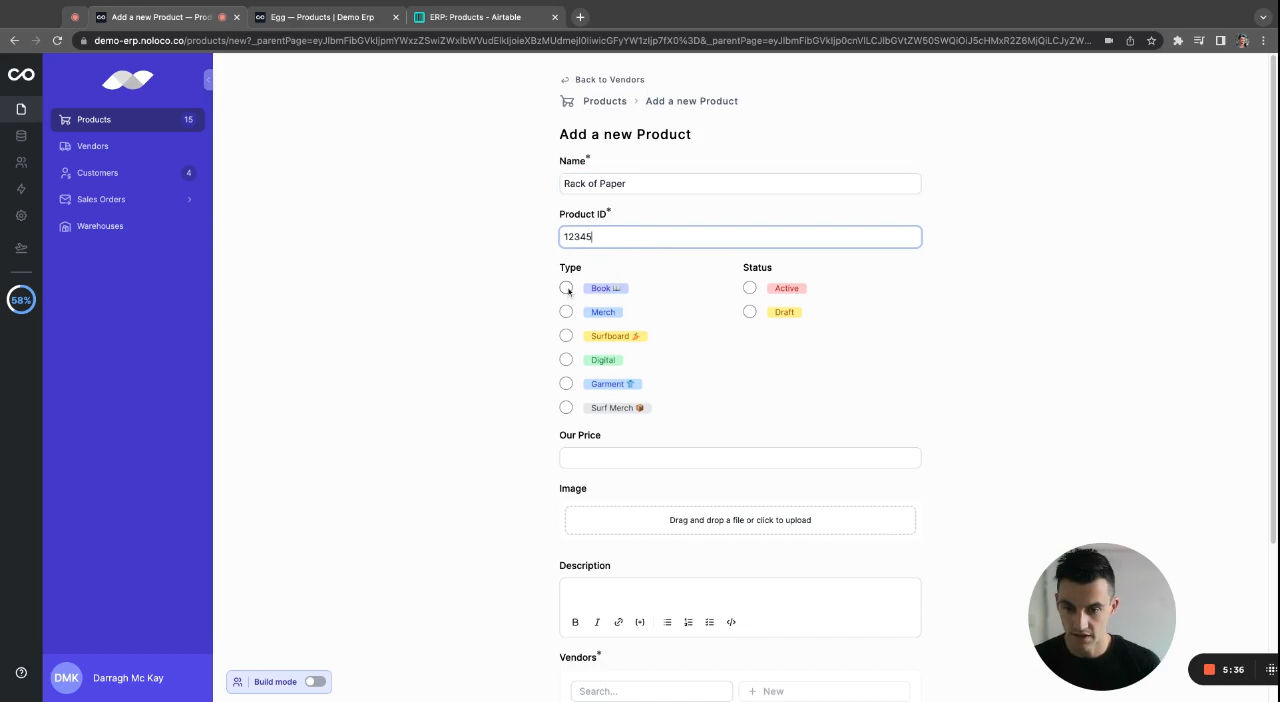 Add a new Product — Prod
Egg — Products | Demo Erp
ERP: Products - Airtable
demo-erp.noloco.co/products/new?_parentPage=eyJlbmFibGVkIjpmYWxzZSwiZWxlbWVudElkIjoieXBzMUdmejI0IiwicGFyYW1zIjp7fX0%3D&_parentPage=eyJlbmFibGVkIjp0cnVlLCJlbGVtZW50SWQiOiJ5cHMxR2Z6MjQiLCJyZW...
Products 15
Vendors
Customers 4
Sales Orders
Warehouses
58%
DMK Darragh Mc Kay
Back to Vendors
Products > Add a new Product
Add a new Product
Name*
Rack of Paper
Product ID*
12345
Type Status
Book 📖 Active
Merch Draft
Surfboard 🏄
Digital
Garment 👕
Surf Merch 📦
Our Price
Image
Drag and drop a file or click to upload
Description
B I
Vendors*
Search... + New
Build mode
5:36